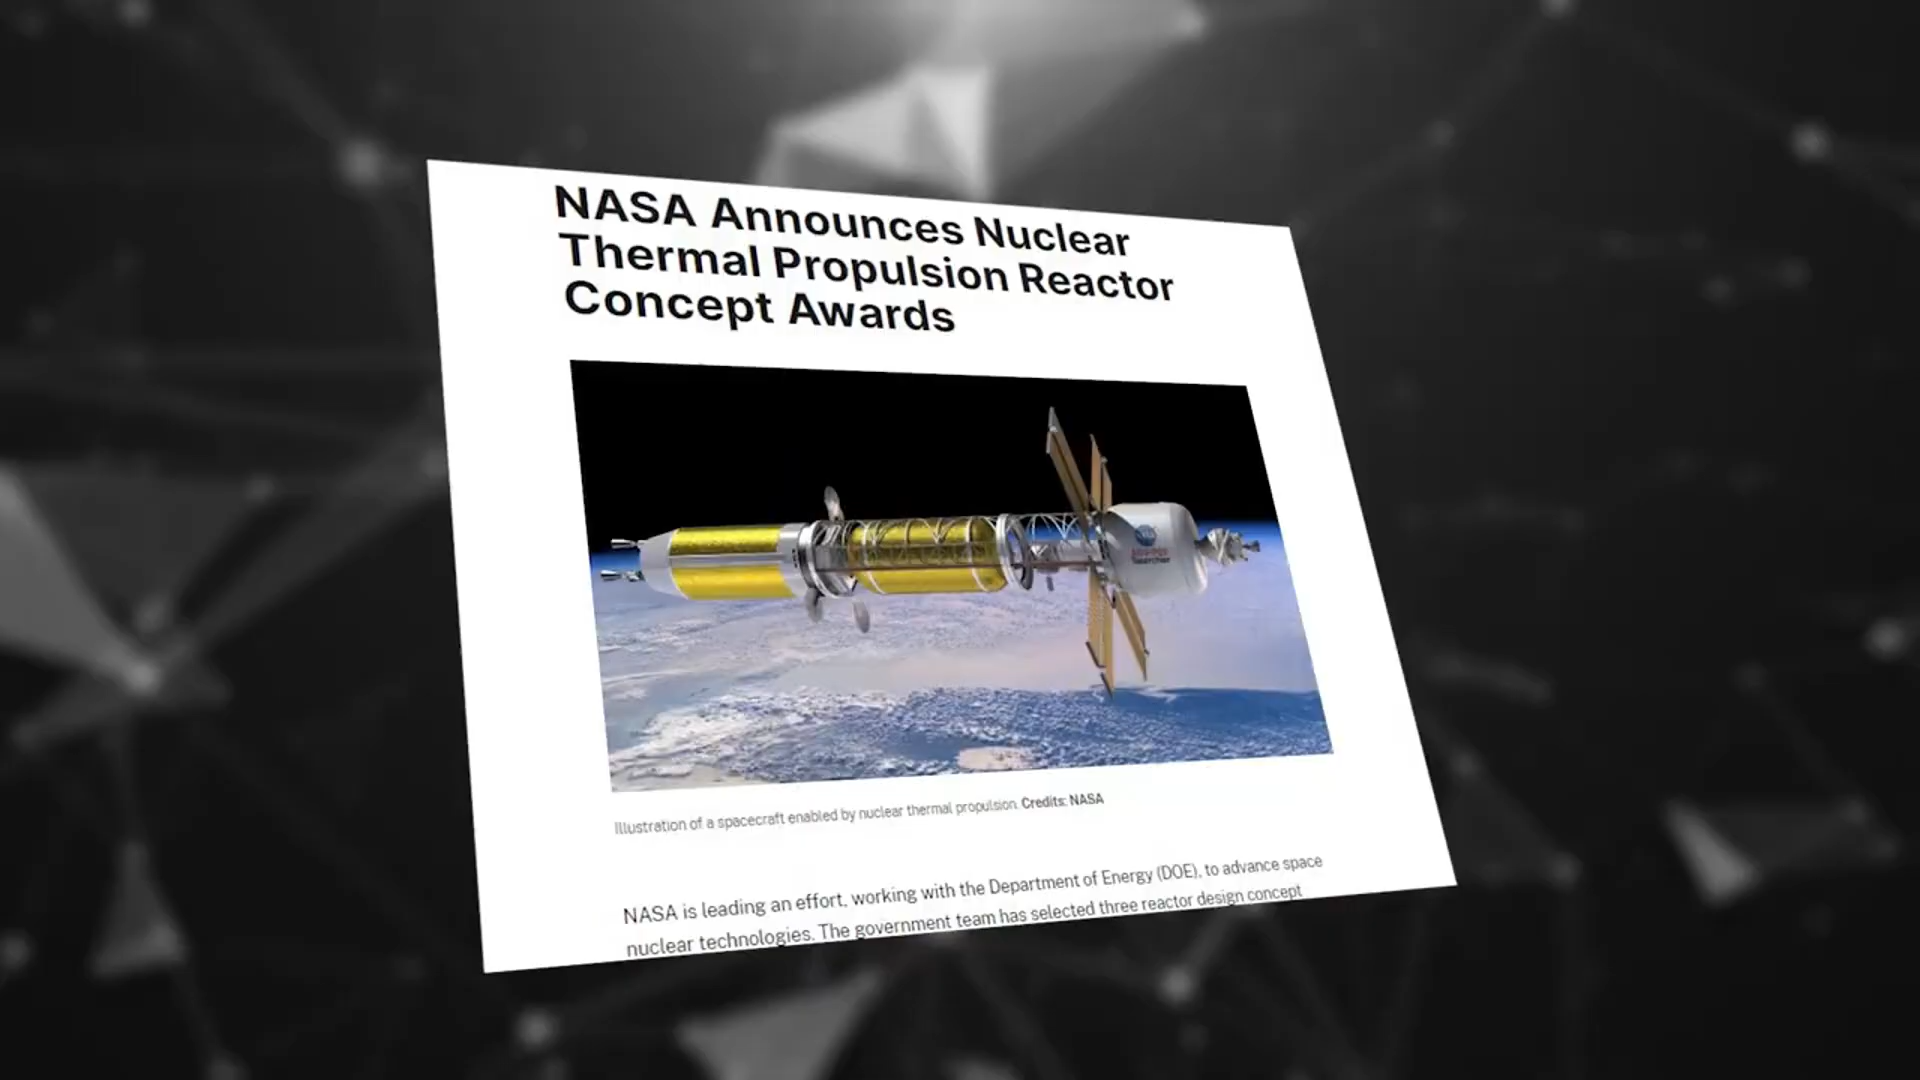 NASA Announces Nuclear
Thermal Propulsion Reactor
Concept Awards
Illustration of a spacecraft enabled by nuclear thermal propulsion. Credits: NASA
NASA is leading an effort, working with the Department of Energy (DOE), to advance space
nuclear technologies. The government team has selected three reactor design concept